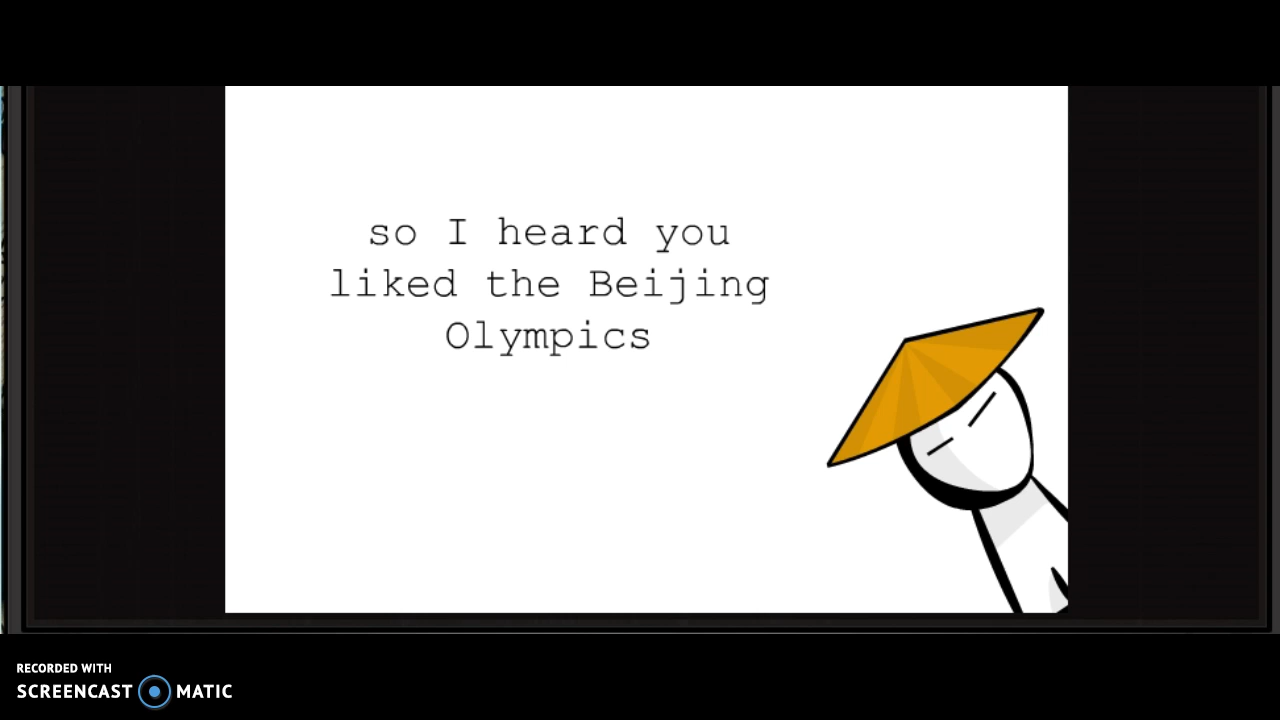 so I heard you
liked the Beijing
Olympics
RECORDED WITH
SCREENCAST MATIC